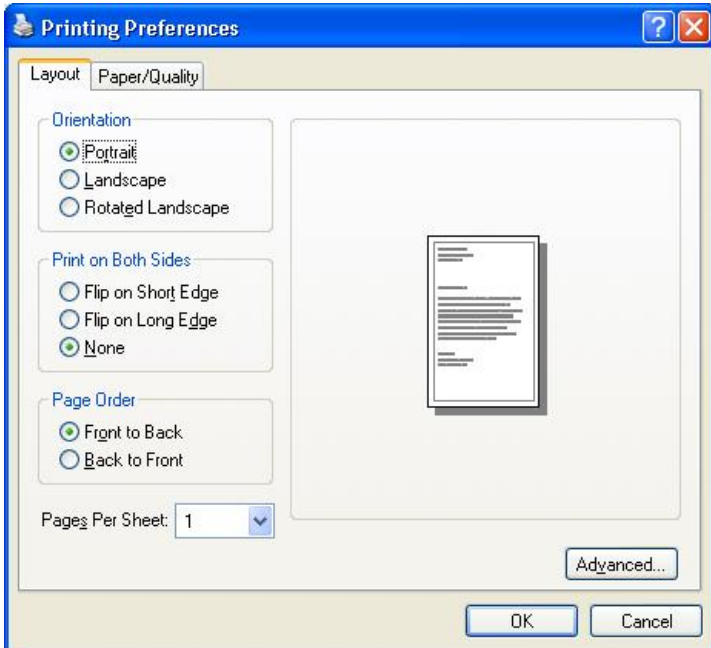 Printing Preferences
Layout Paper/Quality
Orientation
Portrait
Landscape
Rotated Landscape
Print on Both Sides
Flip on Short Edge
Flip on Long Edge
None
Page Order
Front to Back
Back to Front
Pages Per Sheet: 1
Advanced...
OK Cancel